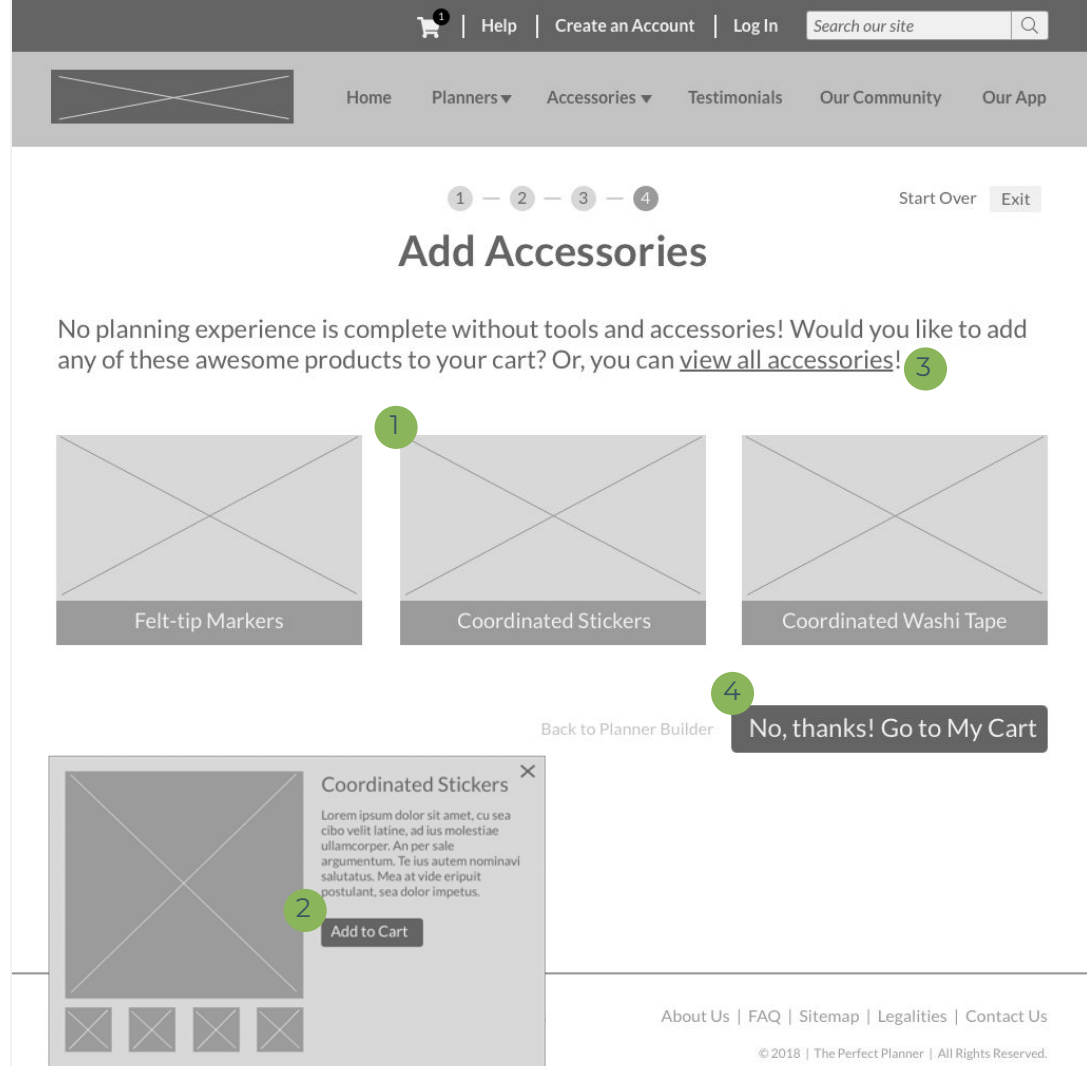 1
Help | Create an Account | Log In
Search our site
Home Planners Accessories Testimonials Our Community Our App
1 — 2 — 3 — 4
Start Over Exit
Add Accessories
No planning experience is complete without tools and accessories! Would you like to add
any of these awesome products to your cart? Or, you can view all accessories!
3
1
Felt-tip Markers
Coordinated Stickers
Coordinated Washi Tape
4
Back to Planner Builder
No, thanks! Go to My Cart
Coordinated Stickers
Lorem ipsum dolor sit amet, cu sea
cibo velit latine, ad ius molestiae
ullamcorper. An per sale
argumentum. Te ius autem nominavi
salutatus. Mea at vide eripuit
postulant, sea dolor impetus.
2
Add to Cart
About Us | FAQ | Sitemap | Legalities | Contact Us
© 2018 | The Perfect Planner | All Rights Reserved.